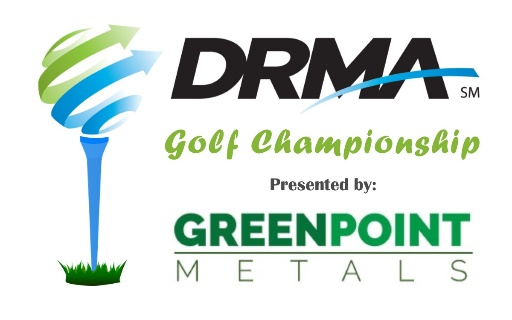 DRMA SM
Golf Championship
Presented by:
GREENPOINT
METALS